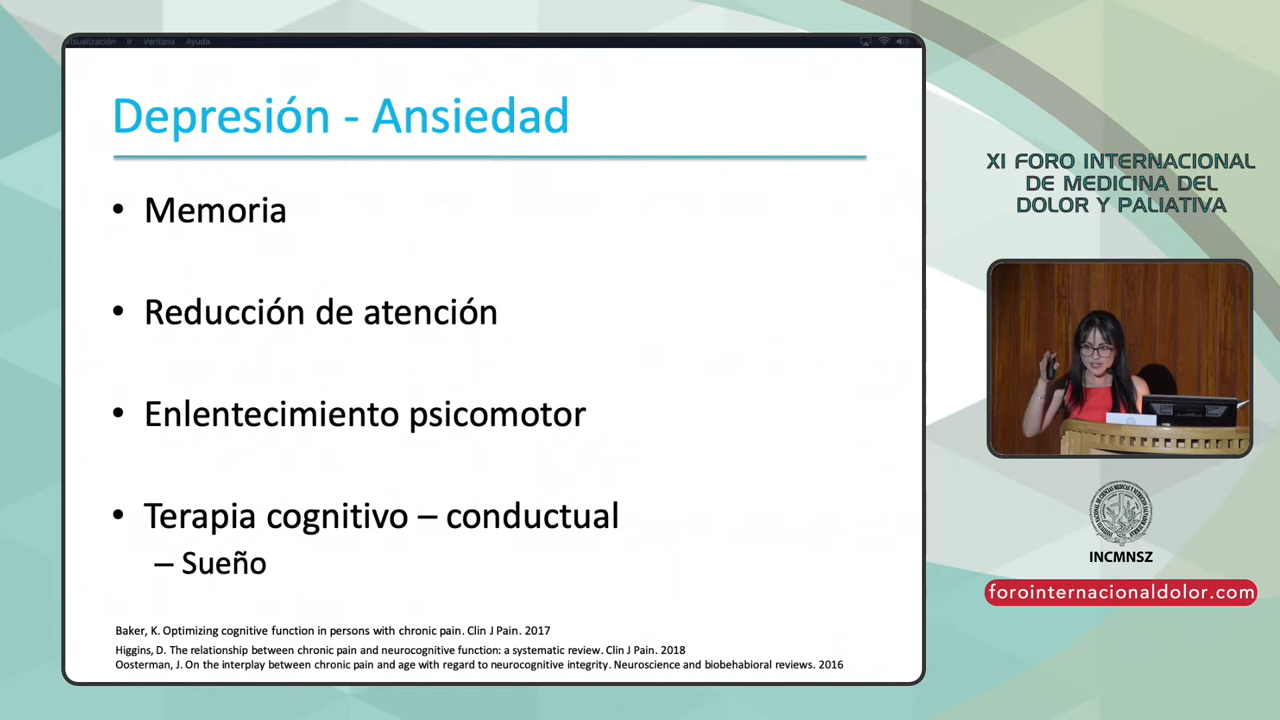 Ir Ventana Ayuda
Depresión - Ansiedad
• Memoria
• Reducción de atención
• Enlentecimiento psicomotor
• Terapia cognitivo – conductual
– Sueño
Baker, K. Optimizing cognitive function in persons with chronic pain. Clin J Pain. 2017
Higgins, D. The relationship between chronic pain and neurocognitive function: a systematic review. Clin J Pain. 2018
Oosterman, J. On the interplay between chronic pain and age with regard to neurocognitive integrity. Neuroscience and biobehabioral reviews. 2016
XI FORO INTERNACIONAL
DE MEDICINA DEL
DOLOR Y PALIATIVA
INCMNSZ
forointernacionaldolor.com